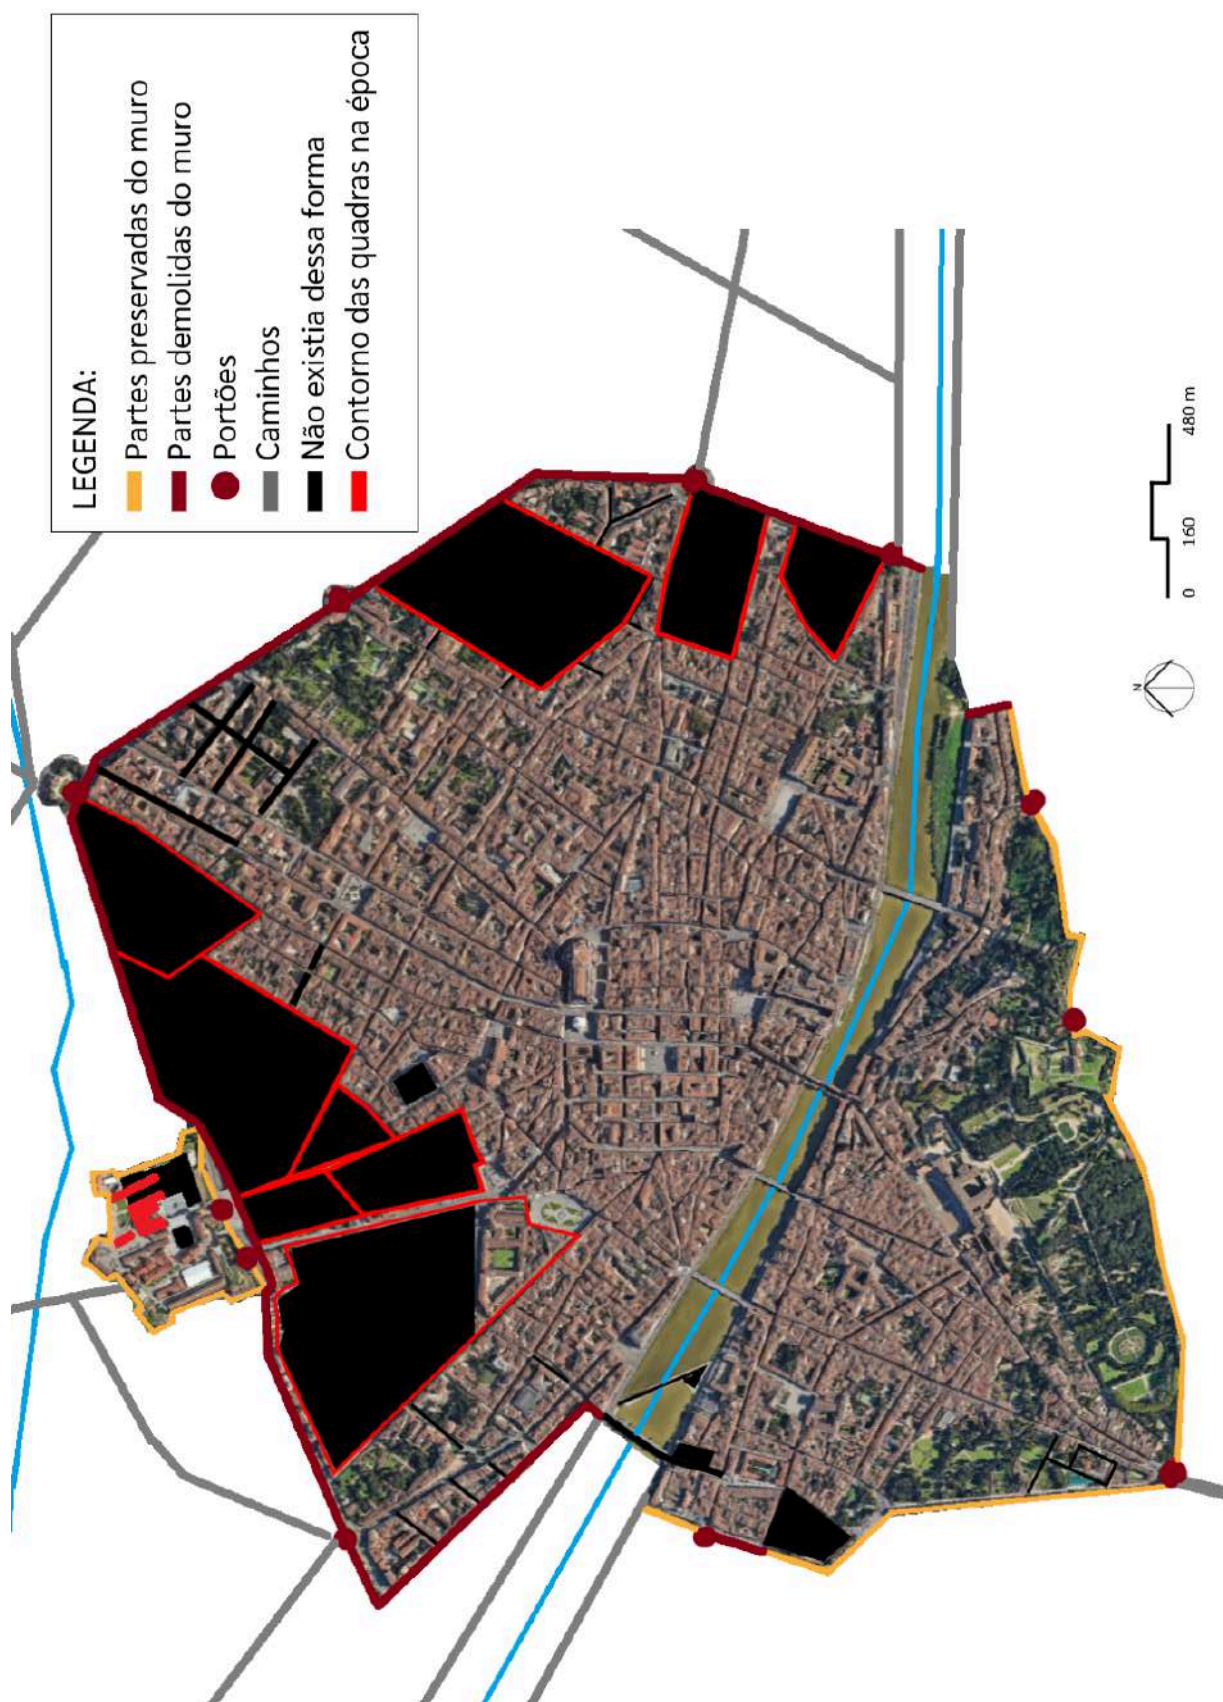 LEGENDA:
Partes preservadas do muro
Partes demolidas do muro
Portões
Caminhos
Não existia dessa forma
Contorno das quadras na época
N
0 160 480 m